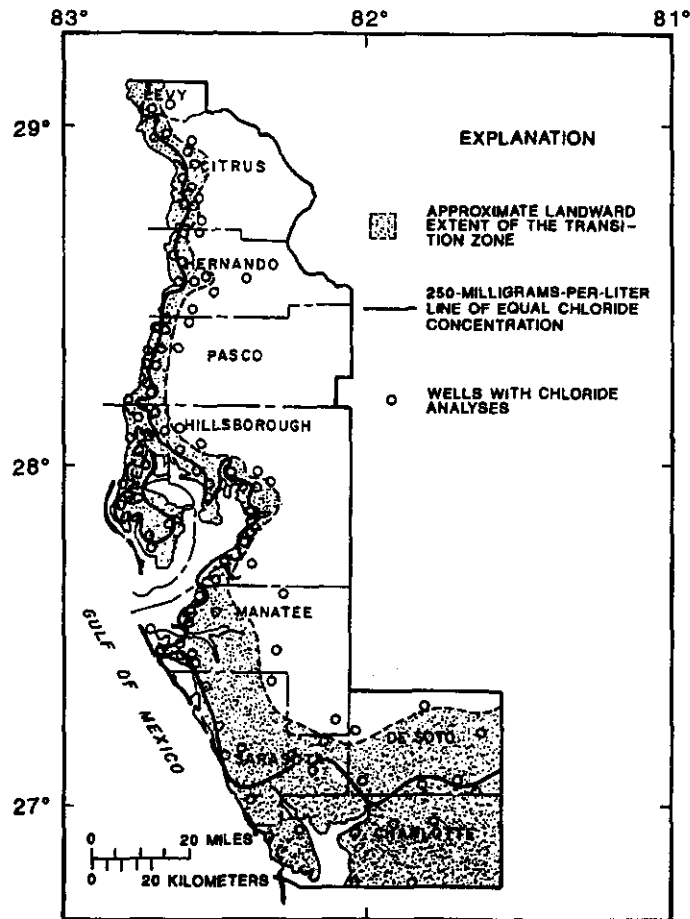 83°
82°
81°
29°
28°
27°
LEVY
CITRUS
HERNANDO
PASCO
HILLSBOROUGH
MANATEE
SARASOTA
DE SOTO
CHARLOTTE
GULF OF MEXICO
EXPLANATION
APPROXIMATE LANDWARD
EXTENT OF THE TRANSI-
TION ZONE
250-MILLIGRAMS-PER-LITER
LINE OF EQUAL CHLORIDE
CONCENTRATION
WELLS WITH CHLORIDE
ANALYSES
0 20 MILES
0 20 KILOMETERS